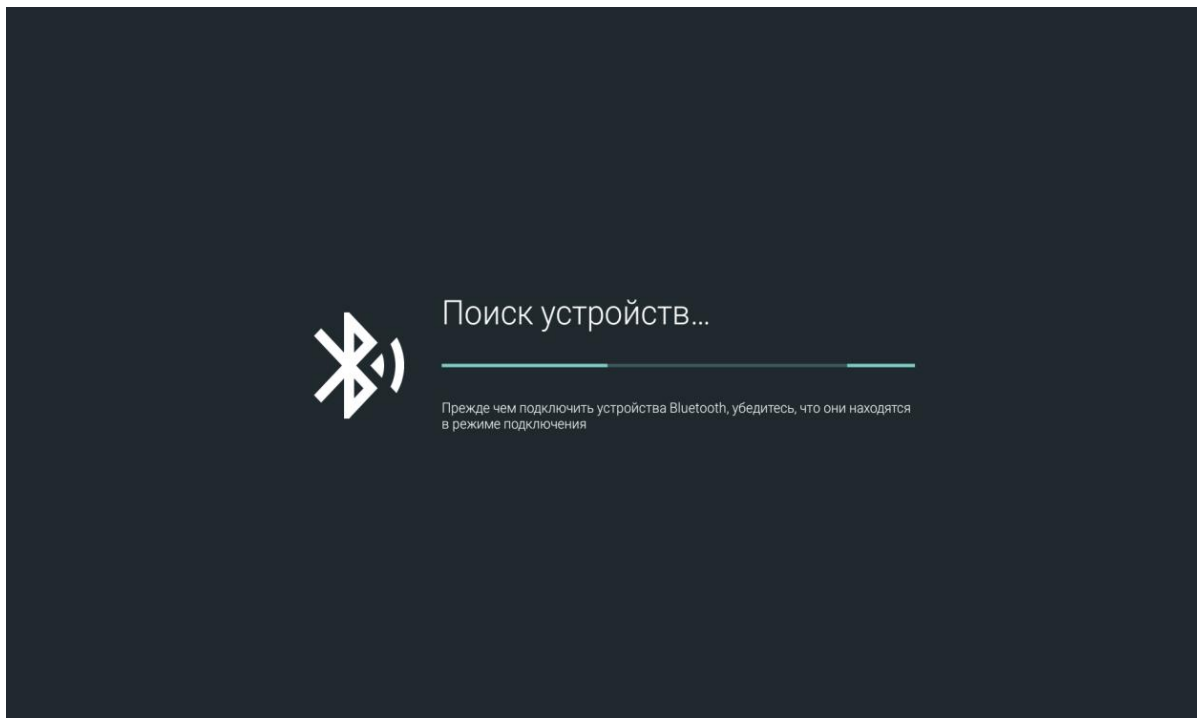 Поиск устройств...
Прежде чем подключить устройства Bluetooth, убедитесь, что они находятся
в режиме подключения